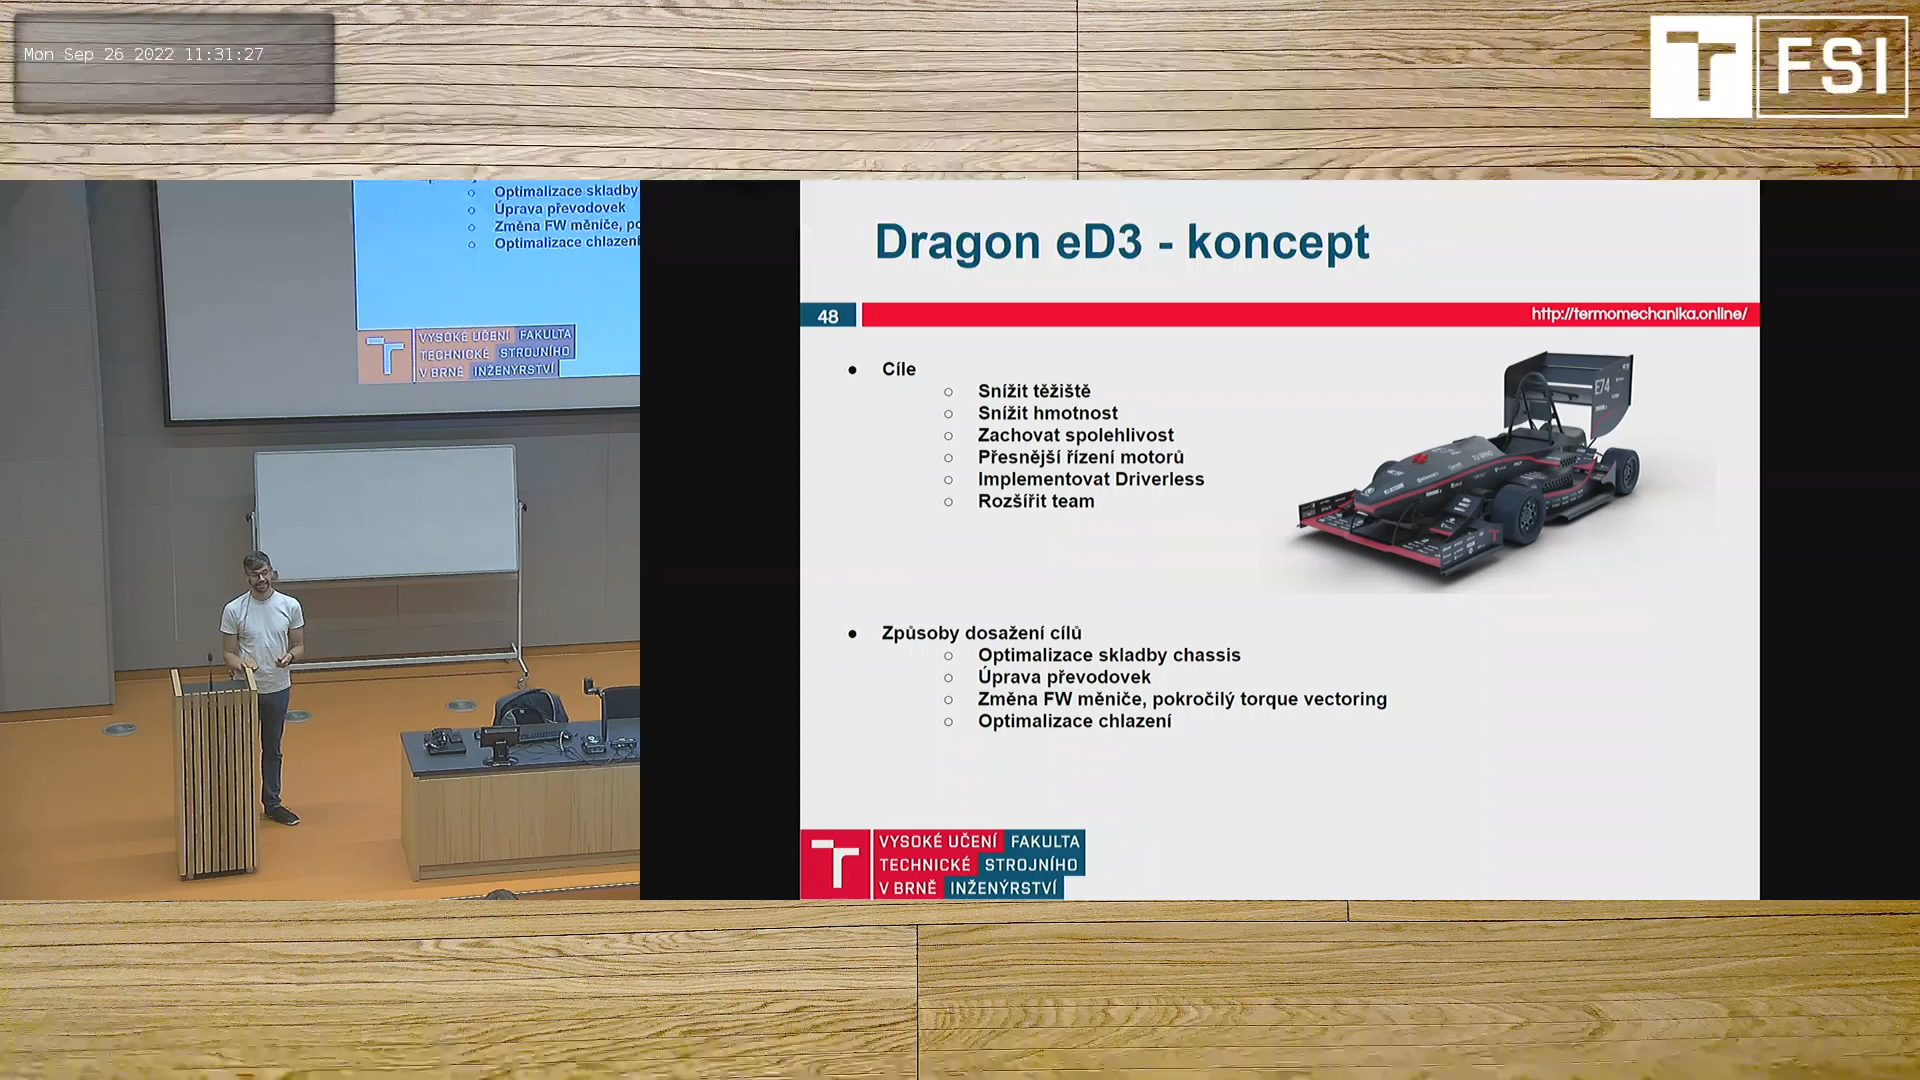 Mon Sep 26 2022 11:31:27
FSI
Optimalizace skladby
Úprava převodovek
Změna FW měniče, po
Optimalizace chlazení
VYSOKÉ UČENÍ FAKULTA
TECHNICKÉ STROJNÍHO
V BRNĚ INŽENÝRSTVÍ
Dragon eD3 - koncept
48
http://termomechanika.online/
Cíle
Snížit těžiště
Snížit hmotnost
Zachovat spolehlivost
Přesnější řízení motorů
Implementovat Driverless
Rozšířit team
E74
Způsoby dosažení cílů
Optimalizace skladby chassis
Úprava převodovek
Změna FW měniče, pokročilý torque vectoring
Optimalizace chlazení
VYSOKÉ UČENÍ FAKULTA
TECHNICKÉ STROJNÍHO
V BRNĚ INŽENÝRSTVÍ